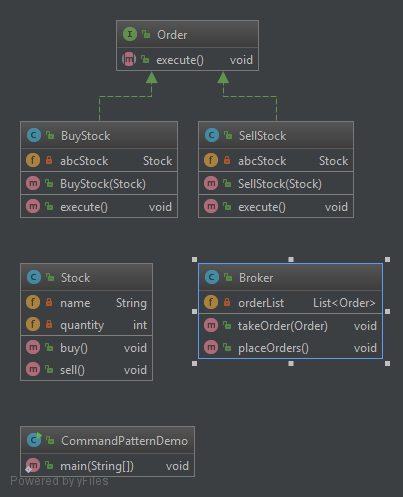 Order
execute() void
BuyStock
abcStock Stock
BuyStock(Stock)
execute() void
SellStock
abcStock Stock
SellStock(Stock)
execute() void
Stock
name String
quantity int
buy() void
sell() void
Broker
orderList List<Order>
takeOrder(Order) void
placeOrders() void
CommandPatternDemo
main(String[]) void
Powered by yFiles